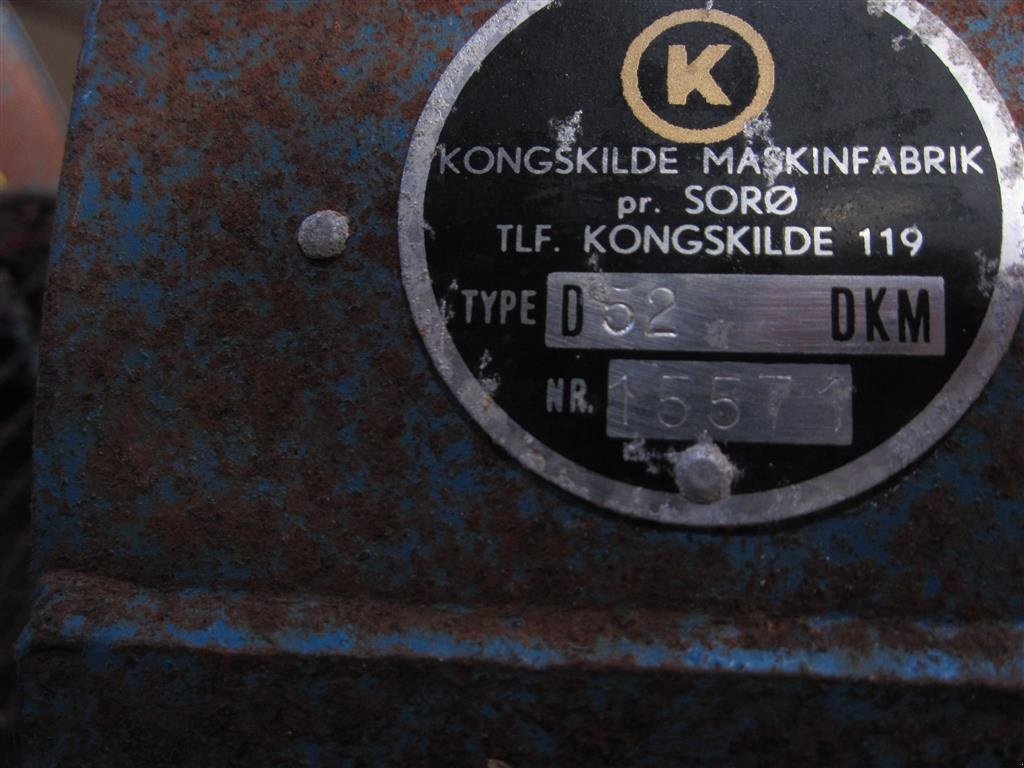 K
KONGSKILDE MASKINFABRIK
pr. SORØ
TLF. KONGSKILDE 119
TYPE D 52 DKM
NR. 15571